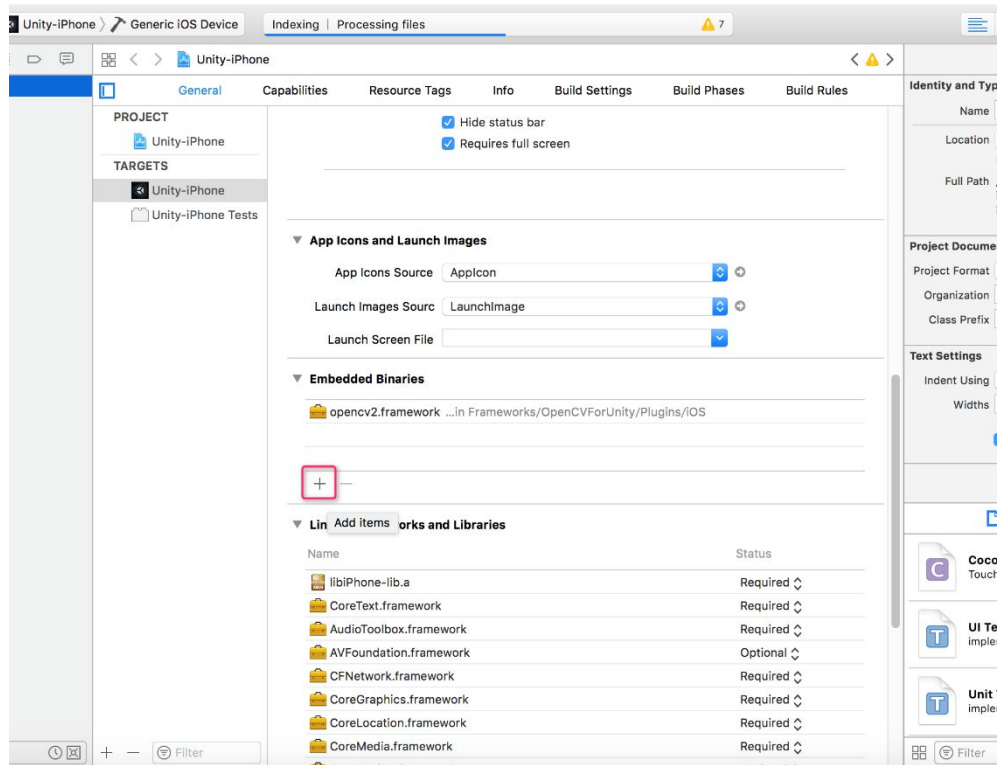 Unity-iPhone Generic iOS Device Indexing | Processing files 7
Unity-iPhone
General Capabilities Resource Tags Info Build Settings Build Phases Build Rules
PROJECT
Unity-iPhone
TARGETS
Unity-iPhone
Unity-iPhone Tests
Hide status bar
Requires full screen
App Icons and Launch Images
App Icons Source AppIcon
Launch Images Sourc LaunchImage
Launch Screen File
Embedded Binaries
opencv2.framework ...in Frameworks/OpenCVForUnity/Plugins/iOS
+ −
Add items
Lin orks and Libraries
Name Status
libiPhone-lib.a Required
CoreText.framework Required
AudioToolbox.framework Required
AVFoundation.framework Optional
CFNetwork.framework Required
CoreGraphics.framework Required
CoreLocation.framework Required
CoreMedia.framework Required
+ − Filter
Identity and Typ
Name
Location
Full Path
Project Docume
Project Format
Organization
Class Prefix
Text Settings
Indent Using
Widths
C
Coco
Touch
T
UI Te
imple
T
Unit
imple
Filter